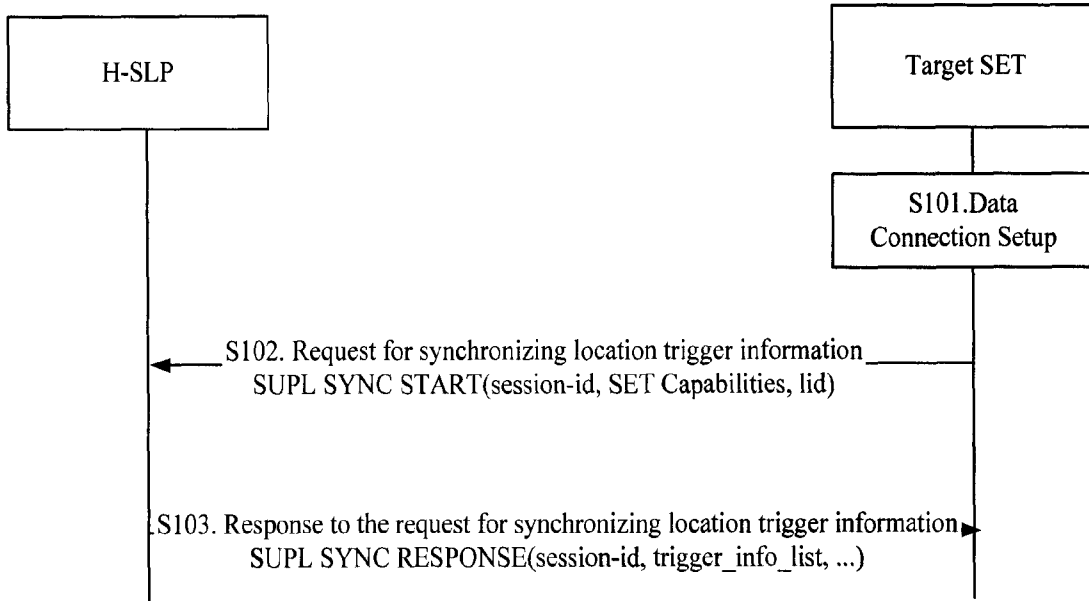 H-SLP
Target SET
S101.Data
Connection Setup
S102. Request for synchronizing location trigger information
SUPL SYNC START(session-id, SET Capabilities, lid)
S103. Response to the request for synchronizing location trigger information
SUPL SYNC RESPONSE(session-id, trigger_info_list, ...)